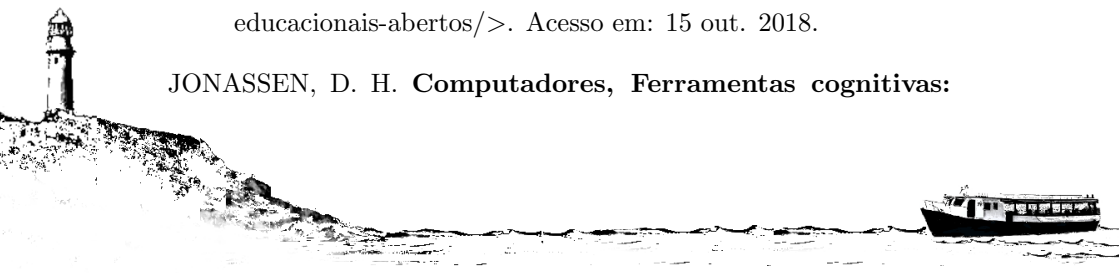 educacionais-abertos/>. Acesso em: 15 out. 2018.
JONASSEN, D. H. Computadores, Ferramentas cognitivas: